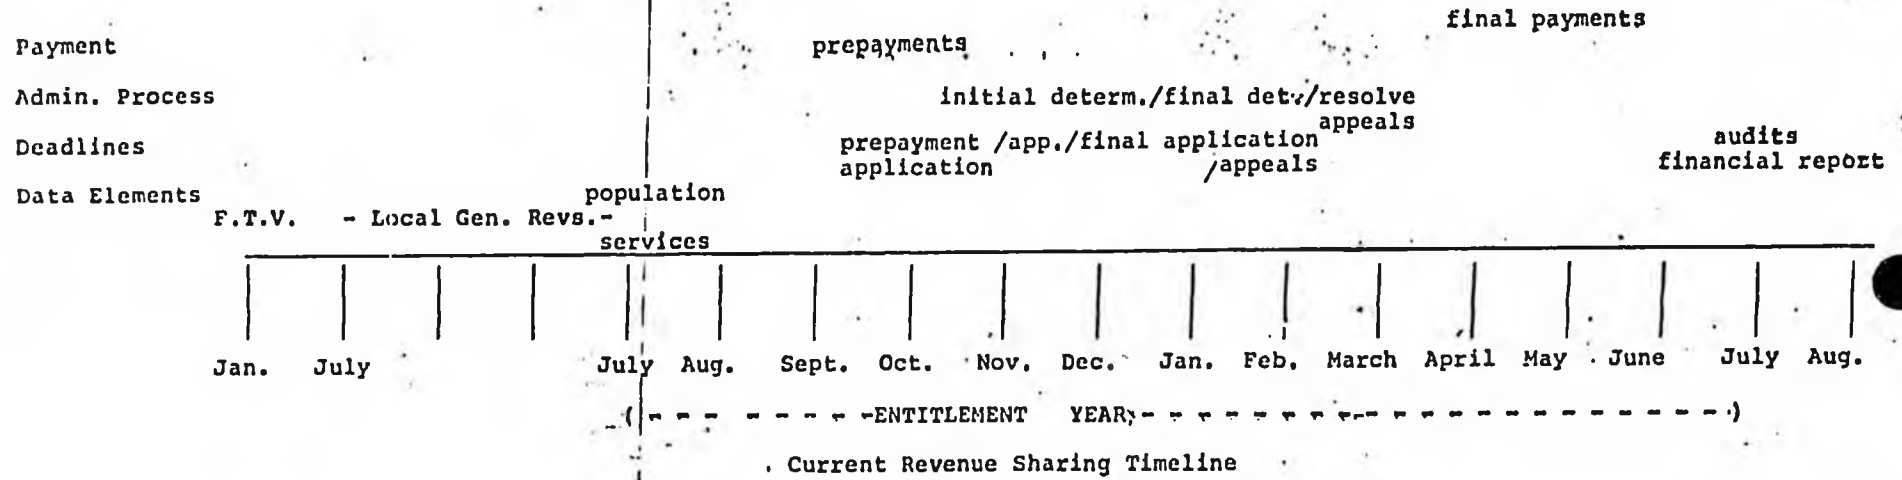 final payments
Payment prepayments
Admin. Process initial determ./final det../resolve
appeals
Deadlines prepayment /app./final application audits
application /appeals financial report
Data Elements population
F.T.V. - Local Gen. Revs.-
services
Jan. July July Aug. Sept. Oct. Nov. Dec. Jan. Feb. March April May June July Aug.
(- - - - - - - - -ENTITLEMENT YEAR- - - - - - - - - - - - - - - - - -)
Current Revenue Sharing Timeline